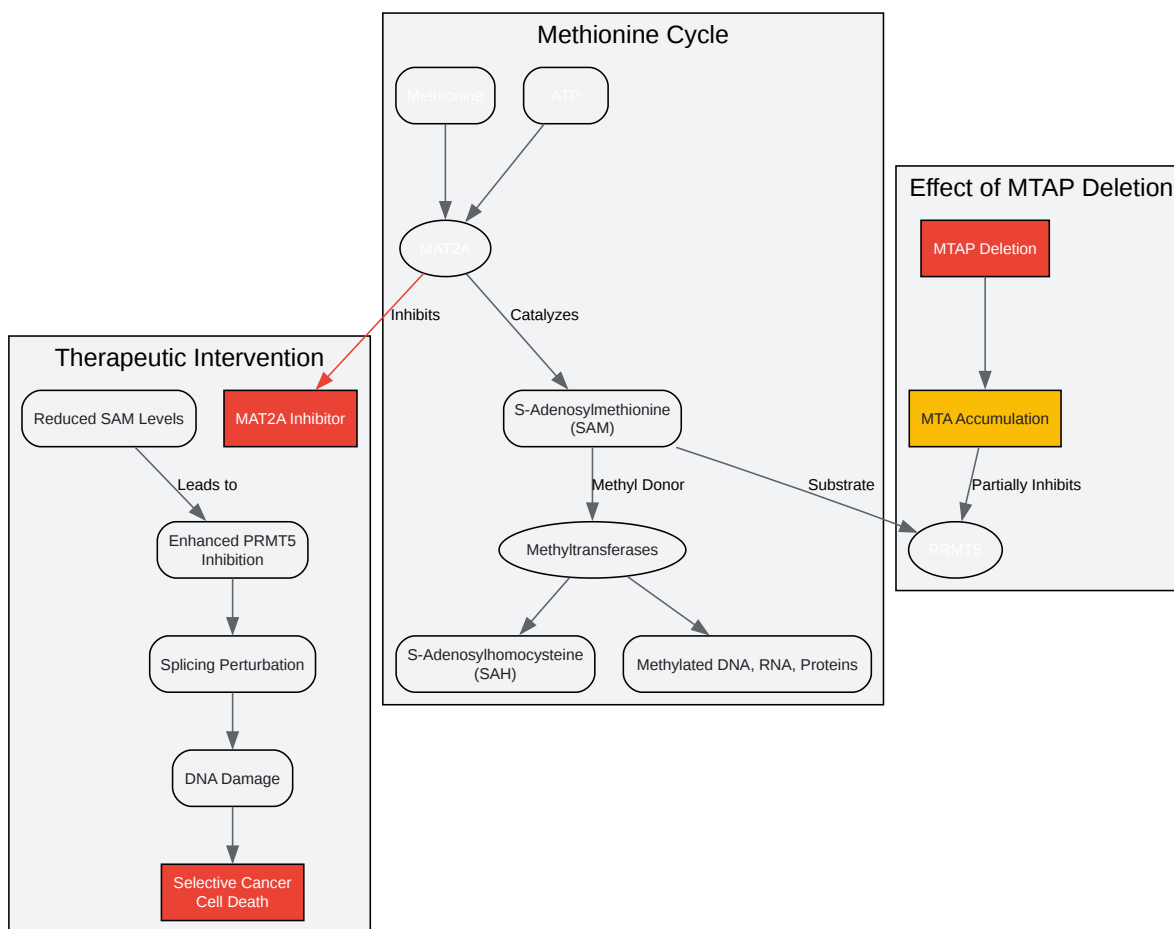 Methionine Cycle
Methionine
ATP
MAT2A
Inhibits
Catalyzes
S-Adenosylmethionine
(SAM)
Methyl Donor
Substrate
Methyltransferases
S-Adenosylhomocysteine
(SAH)
Methylated DNA, RNA, Proteins
Effect of MTAP Deletion
MTAP Deletion
MTA Accumulation
Partially Inhibits
PRMT5
Therapeutic Intervention
Reduced SAM Levels
MAT2A Inhibitor
Leads to
Enhanced PRMT5
Inhibition
Splicing Perturbation
DNA Damage
Selective Cancer
Cell Death